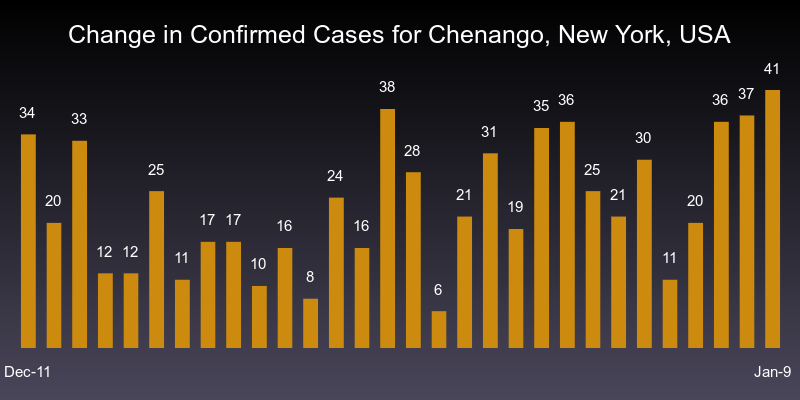 Change in Confirmed Cases for Chenango, New York, USA
34 20 33 12 12 25 11 17 17 10 16 8 24 16 38 28 6 21 31 19 35 36 25 21 30 11 20 36 37 41
Dec-11 Jan-9